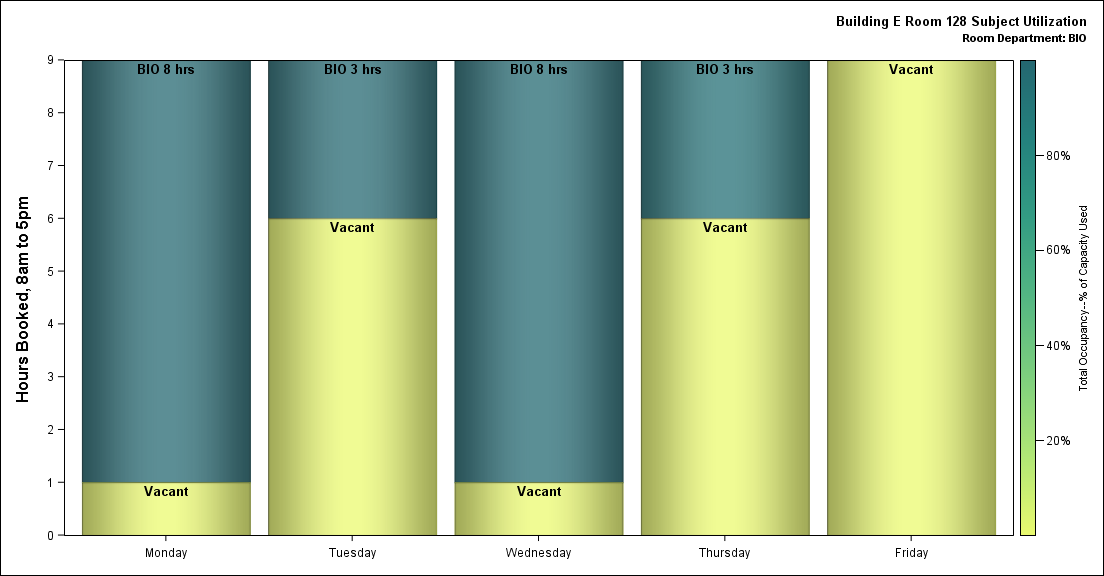 Building E Room 128 Subject Utilization
Room Department: BIO
Hours Booked, 8am to 5pm
9
8
7
6
5
4
3
2
1
0
BIO 8 hrs
BIO 3 hrs
BIO 8 hrs
BIO 3 hrs
Vacant
Vacant
Vacant
Vacant
Vacant
Monday
Tuesday
Wednesday
Thursday
Friday
80%
60%
40%
20%
Total Occupancy--% of Capacity Used